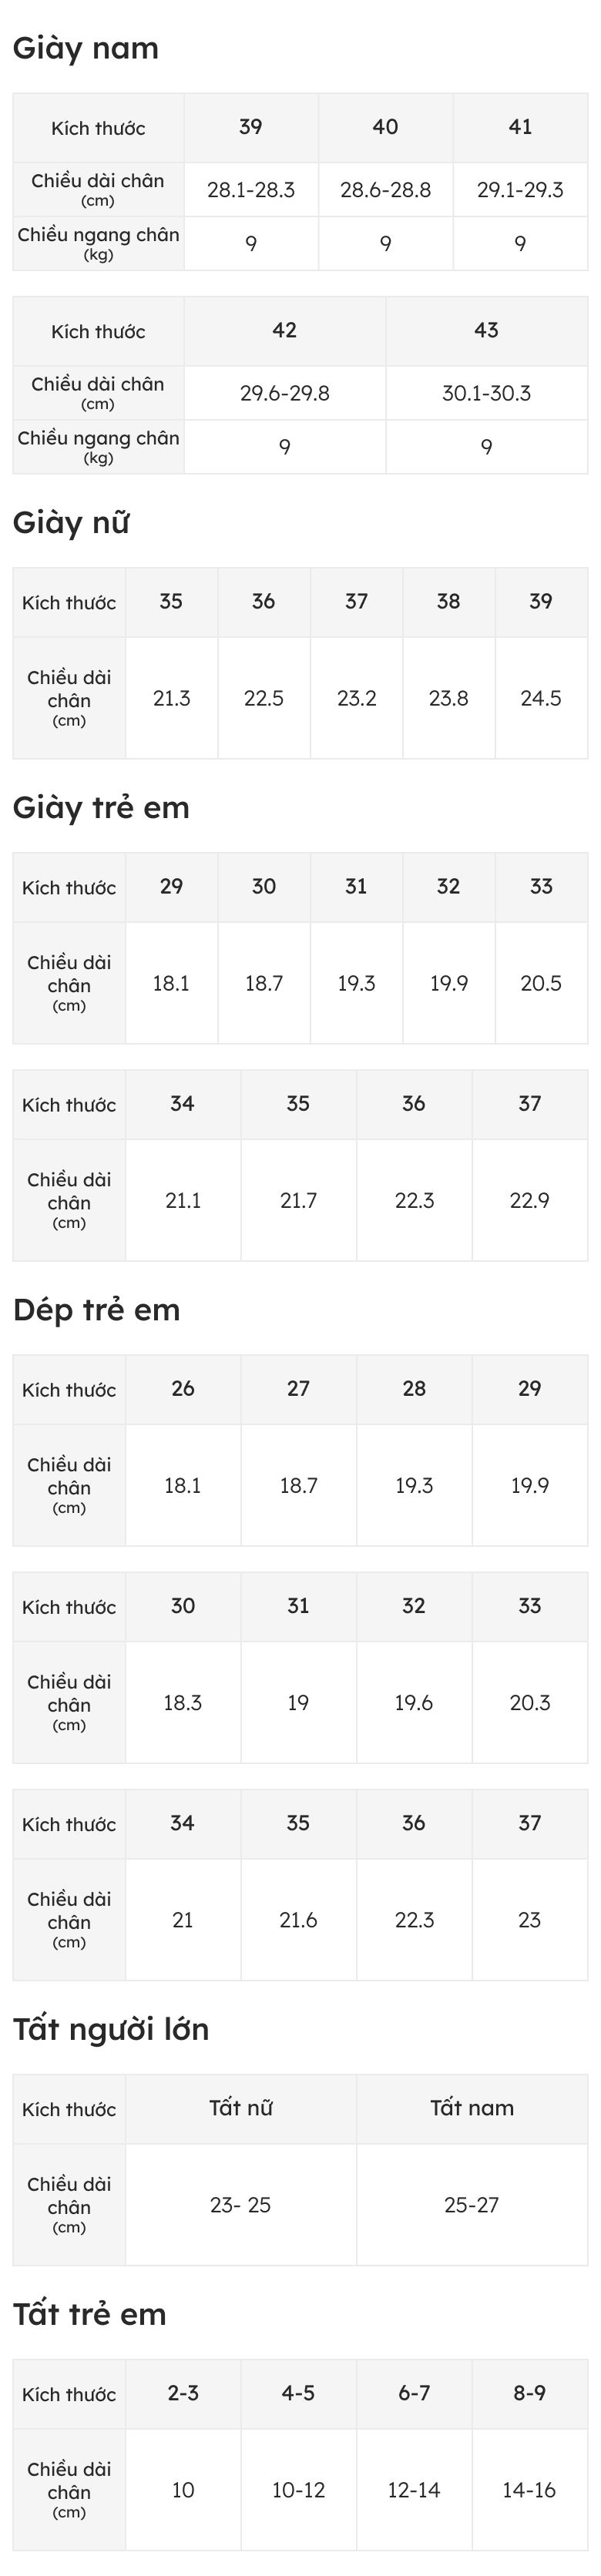 Giày nam
Kích thước 39 40 41
Chiều dài chân
(cm)
28.1-28.3 28.6-28.8 29.1-29.3
Chiều ngang chân
(kg)
9 9 9
Kích thước 42 43
Chiều dài chân
(cm)
29.6-29.8 30.1-30.3
Chiều ngang chân
(kg)
9 9
Giày nữ
Kích thước 35 36 37 38 39
Chiều dài
chân
(cm)
21.3 22.5 23.2 23.8 24.5
Giày trẻ em
Kích thước 29 30 31 32 33
Chiều dài
chân
(cm)
18.1 18.7 19.3 19.9 20.5
Kích thước 34 35 36 37
Chiều dài
chân
(cm)
21.1 21.7 22.3 22.9
Dép trẻ em
Kích thước 26 27 28 29
Chiều dài
chân
(cm)
18.1 18.7 19.3 19.9
Kích thước 30 31 32 33
Chiều dài
chân
(cm)
18.3 19 19.6 20.3
Kích thước 34 35 36 37
Chiều dài
chân
(cm)
21 21.6 22.3 23
Tất người lớn
Kích thước Tất nữ Tất nam
Chiều dài
chân
(cm)
23- 25 25-27
Tất trẻ em
Kích thước 2-3 4-5 6-7 8-9
Chiều dài
chân
(cm)
10 10-12 12-14 14-16